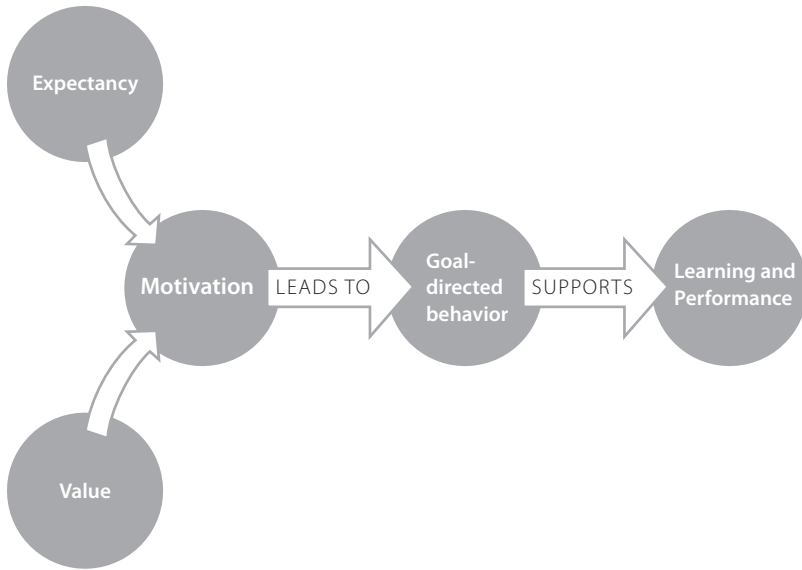 Expectancy
Motivation
LEADS TO
Goal-
directed
behavior
SUPPORTS
Learning and
Performance
Value